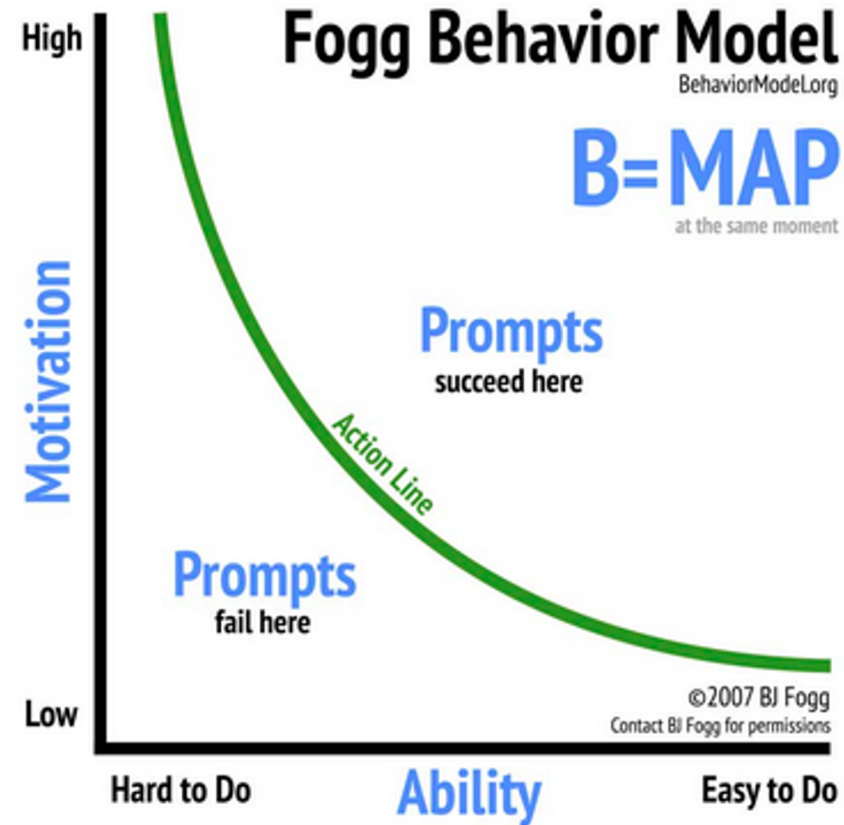 High
Fogg Behavior Model
BehaviorModel.org
B=MAP
at the same moment
Motivation
Prompts
succeed here
Action Line
Prompts
fail here
Low
©2007 BJ Fogg
Contact BJ Fogg for permissions
Hard to Do
Ability
Easy to Do